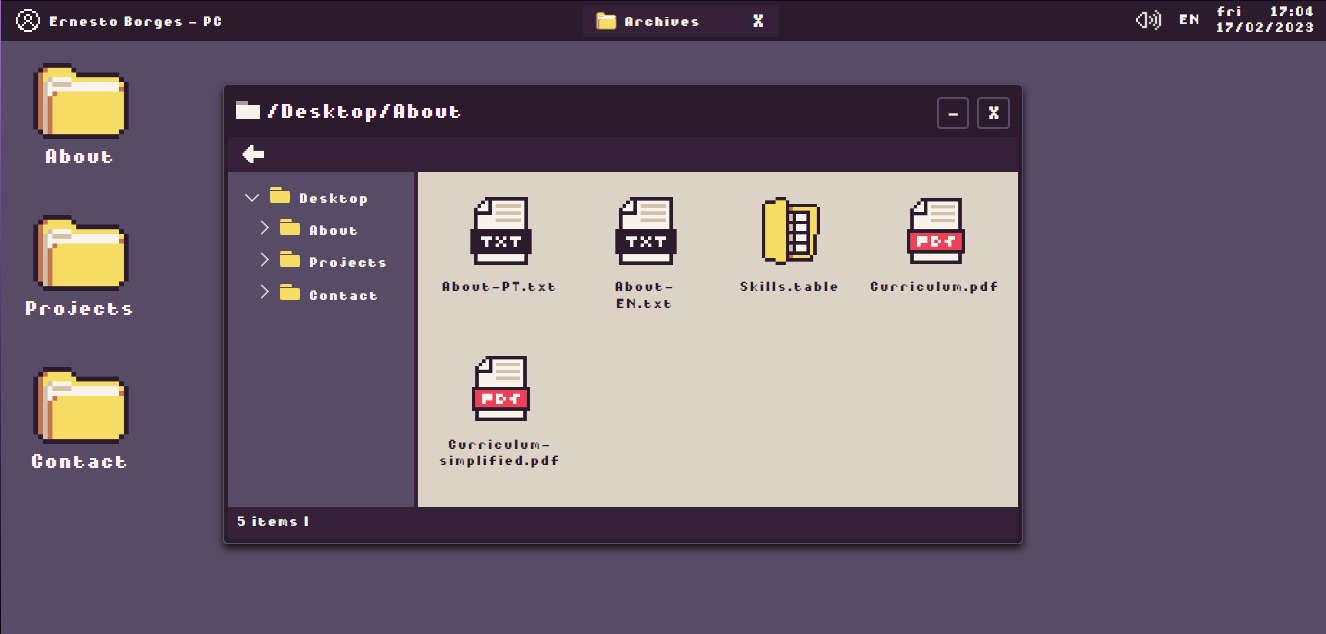 Ernesto Borges - PC
Archives
X
EN
fri 17:04
17/02/2023
About
Projects
Contact
/Desktop/About
- X
Desktop
About
Projects
Contact
TXT
About-PT.txt
TXT
About-
EN.txt
Skills.table
PDF
Curriculum.pdf
PDF
Curriculum-
simplified.pdf
5 items |